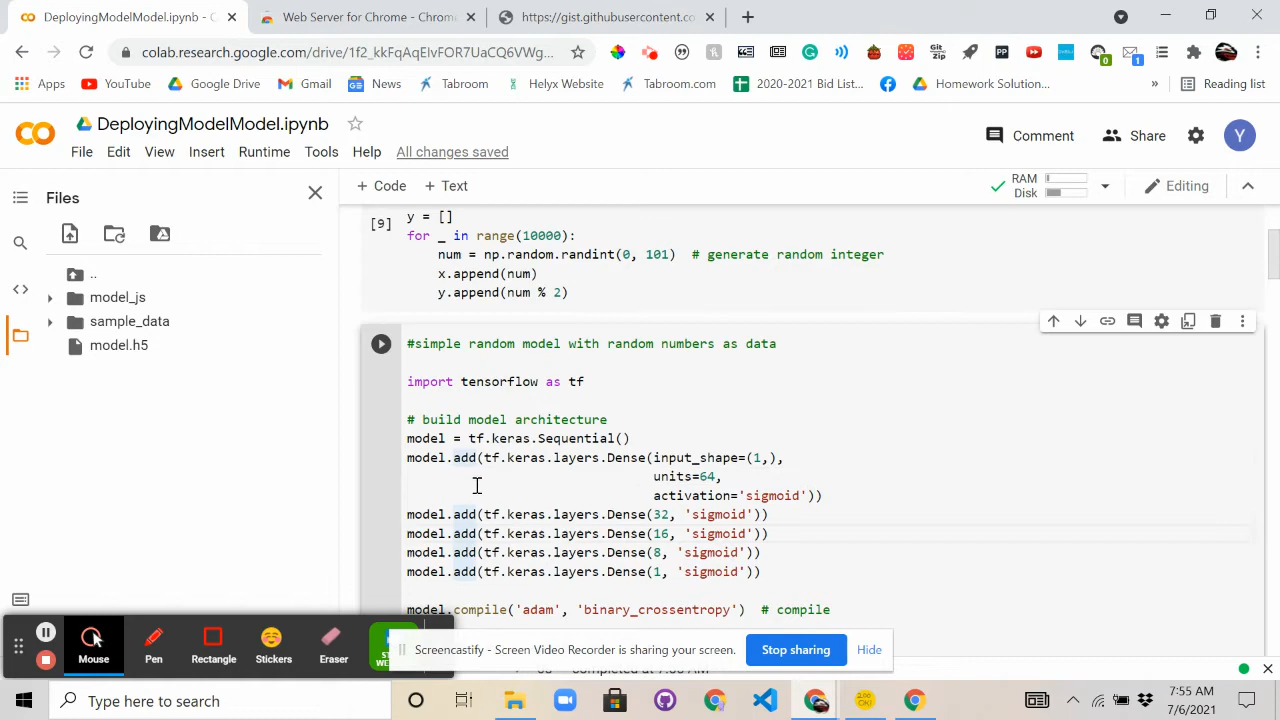 DeployingModelModel.ipynb - C
Web Server for Chrome - Chrome
https://gist.githubusercontent.co
colab.research.google.com/drive/1f2_kkFqAqEIvFOR7UaCQ6VWg...
Apps YouTube Google Drive Gmail News Tabroom Helyx Website Tabroom.com 2020-2021 Bid List... Homework Solution... » Reading list
DeployingModelModel.ipynb
Comment Share Y
File Edit View Insert Runtime Tools Help All changes saved
+ Code + Text
RAM
Disk
Editing
Files
..
model_js
sample_data
model.h5
[9]
y = []
for _ in range(10000):
num = np.random.randint(0, 101) # generate random integer
x.append(num)
y.append(num % 2)
#simple random model with random numbers as data
import tensorflow as tf
# build model architecture
model = tf.keras.Sequential()
model.add(tf.keras.layers.Dense(input_shape=(1,),
units=64,
activation='sigmoid'))
model.add(tf.keras.layers.Dense(32, 'sigmoid'))
model.add(tf.keras.layers.Dense(16, 'sigmoid'))
model.add(tf.keras.layers.Dense(8, 'sigmoid'))
model.add(tf.keras.layers.Dense(1, 'sigmoid'))
model.compile('adam', 'binary_crossentropy') # compile
Mouse Pen Rectangle Stickers Eraser
Screencastify - Screen Video Recorder is sharing your screen. Stop sharing Hide
Type here to search
7:55 AM
7/6/2021